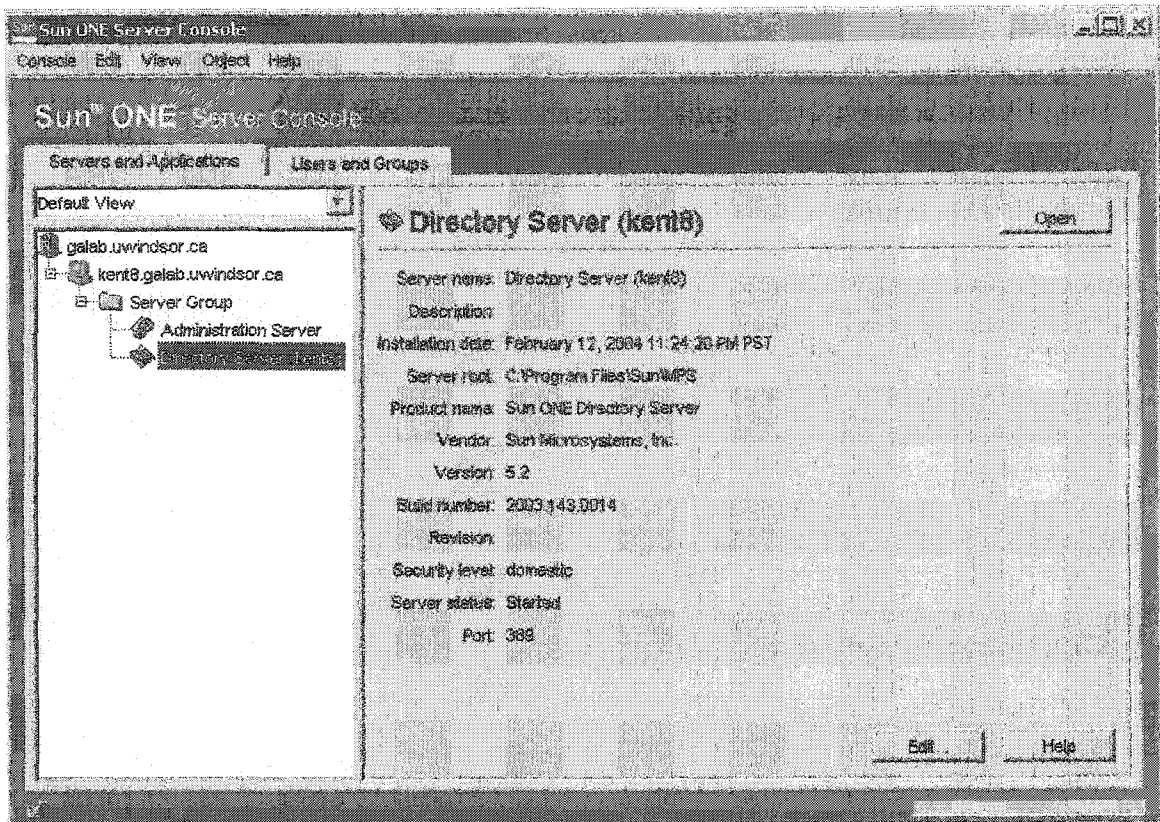 Sun ONE Server Console
Console Edit View Object Help
Sun™ ONE Server Console
Servers and Applications
Users and Groups
Default View
galab.uwindsor.ca
kent8.galab.uwindsor.ca
Server Group
Administration Server
Directory Server (kent8)
Directory Server (kent8)
Open
Server name: Directory Server (kent8)
Description:
Installation date: February 12, 2004 11:24:20 PM PST
Server root: C:\Program Files\Sun\MPS
Product name: Sun ONE Directory Server
Vendor: Sun Microsystems, Inc.
Version: 5.2
Build number: 2003.143.0014
Revision:
Security level: domestic
Server status: Started
Port: 389
Edit...
Help